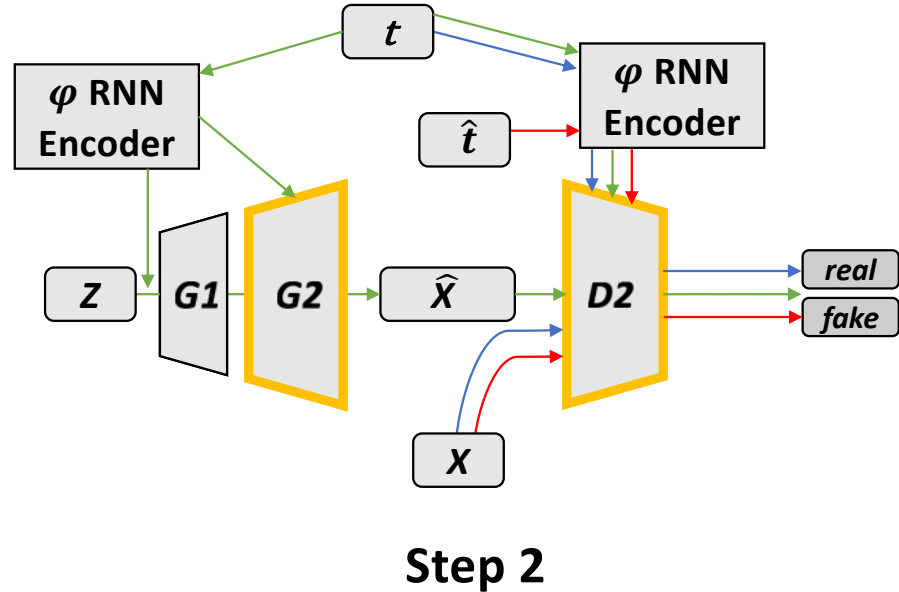 t
φ RNN
Encoder
φ RNN
Encoder
t̂
Z
G1
G2
X̂
D2
real
fake
X
Step 2